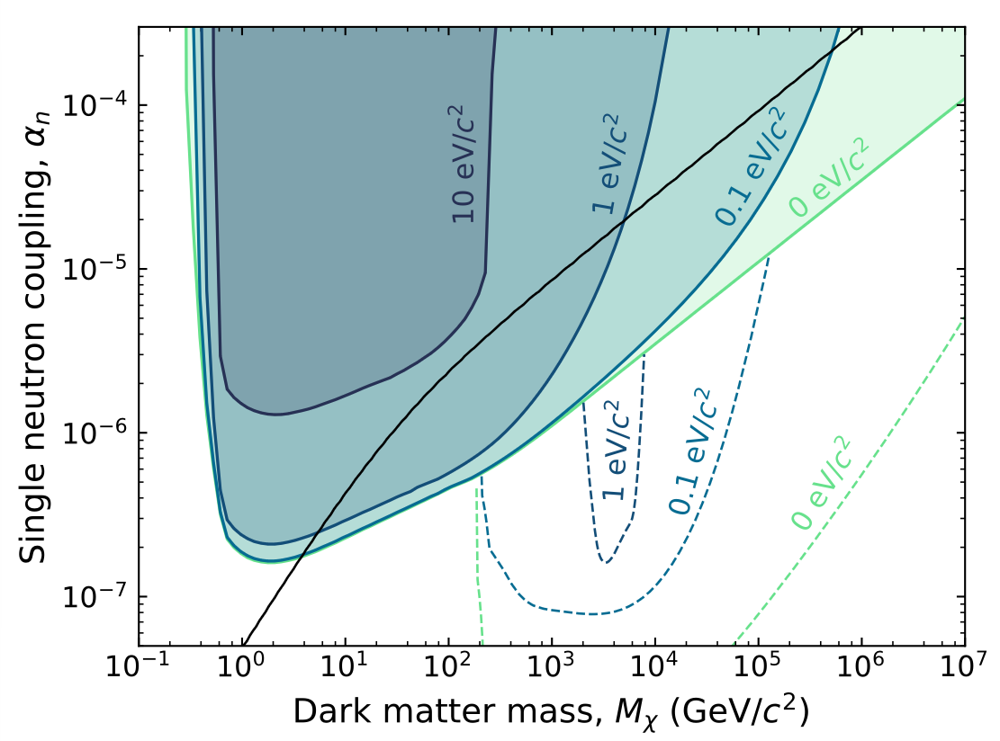 Single neutron coupling, αₙ
10⁻⁴
10⁻⁵
10⁻⁶
10⁻⁷
10 eV/c²
1 eV/c²
0.1 eV/c²
0 eV/c²
1 eV/c²
0.1 eV/c²
0 eV/c²
10⁻¹ 10⁰ 10¹ 10² 10³ 10⁴ 10⁵ 10⁶ 10⁷
Dark matter mass, Mᵪ (GeV/c²)